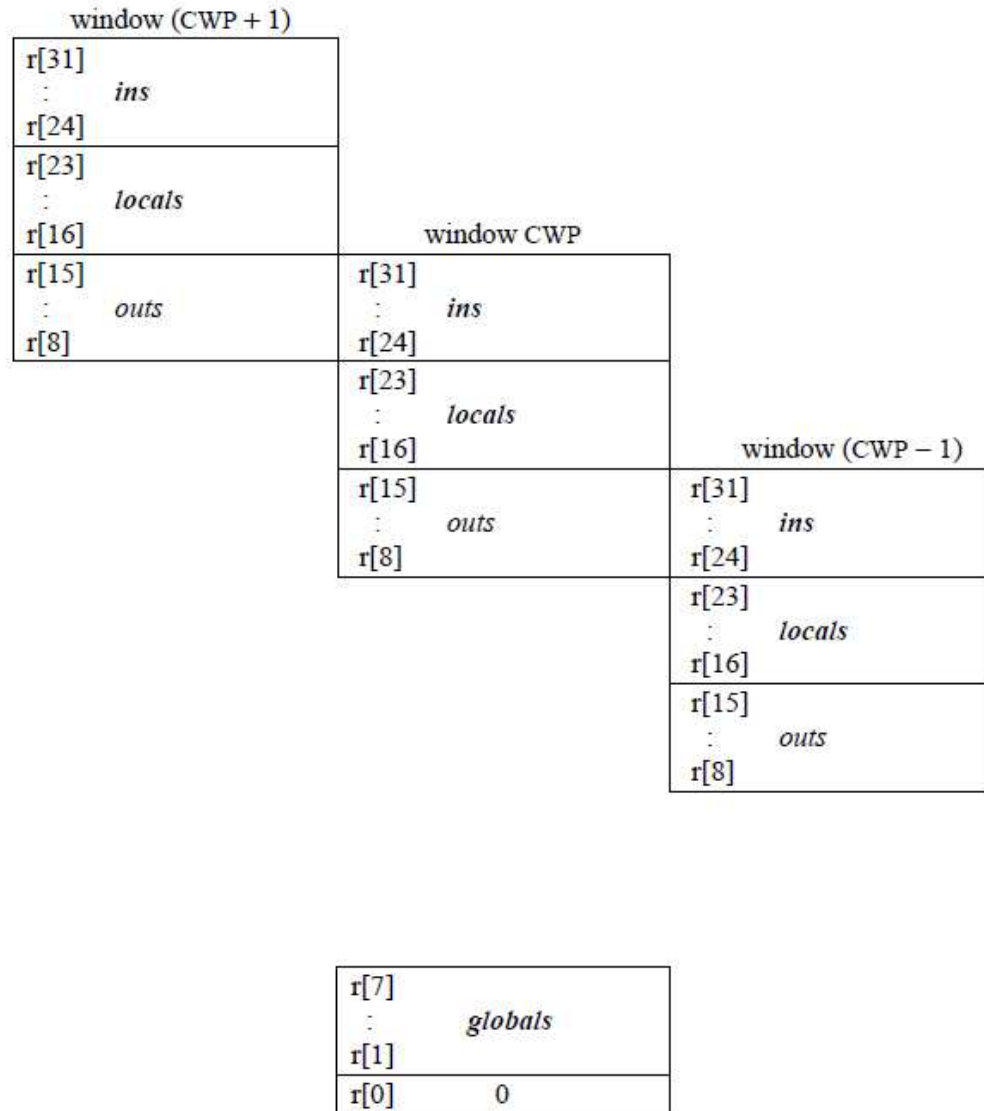 window (CWP + 1)
r[31]
: ins
r[24]
r[23]
: locals
r[16]
r[15]
: outs
r[8]
window CWP
r[31]
: ins
r[24]
r[23]
: locals
r[16]
r[15]
: outs
r[8]
window (CWP – 1)
r[31]
: ins
r[24]
r[23]
: locals
r[16]
r[15]
: outs
r[8]
r[7]
: globals
r[1]
r[0] 0